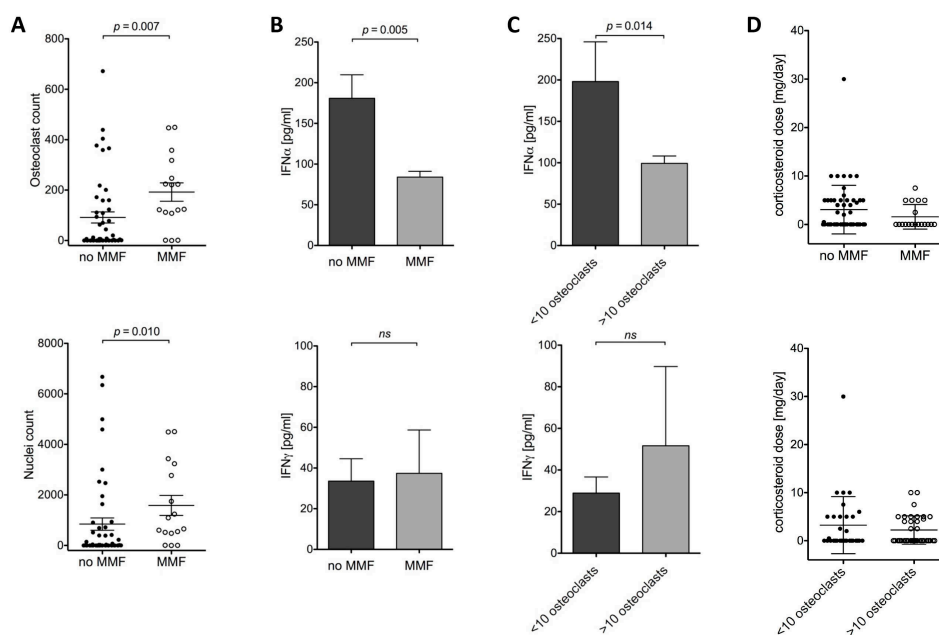 A
B
C
D
p = 0.007
Osteoclast count
800
600
400
200
0
no MMF
MMF
p = 0.005
IFNα [pg/ml]
250
200
150
100
50
0
no MMF
MMF
p = 0.014
IFNα [pg/ml]
250
200
150
100
50
0
<10 osteoclasts
>10 osteoclasts
corticosteroid dose [mg/day]
40
30
20
10
0
no MMF
MMF
p = 0.010
Nuclei count
8000
6000
4000
2000
0
no MMF
MMF
ns
IFNγ [pg/ml]
100
80
60
40
20
0
no MMF
MMF
ns
IFNγ [pg/ml]
100
80
60
40
20
0
<10 osteoclasts
>10 osteoclasts
corticosteroid dose [mg/day]
40
30
20
10
0
<10 osteoclasts
>10 osteoclasts